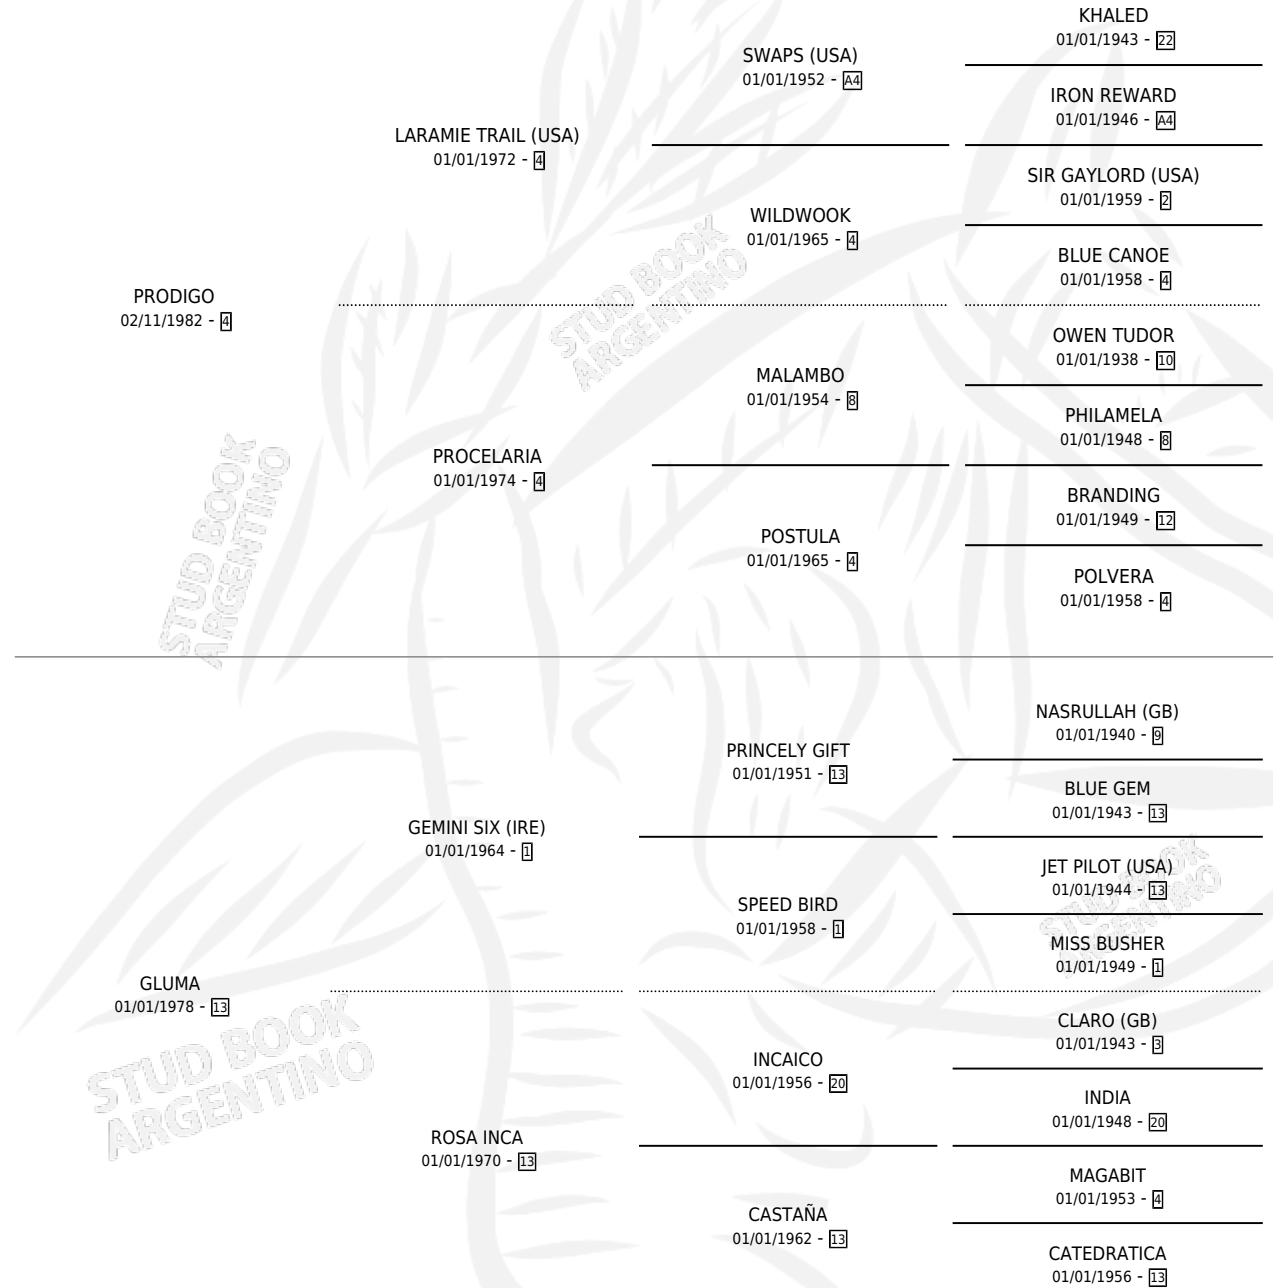 KHALED
01/01/1943 - 22
SWAPS (USA)
01/01/1952 - A4
IRON REWARD
01/01/1946 - A4
LARAMIE TRAIL (USA)
01/01/1972 - 4
SIR GAYLORD (USA)
01/01/1959 - 2
WILDWOOK
01/01/1965 - 4
BLUE CANOE
01/01/1958 - 4
PRODIGO
02/11/1982 - 4
STUD BOOK
ARGENTINO
OWEN TUDOR
01/01/1938 - 10
MALAMBO
01/01/1954 - 8
PHILAMELA
01/01/1948 - 8
PROCELARIA
01/01/1974 - 4
BRANDING
01/01/1949 - 12
POSTULA
01/01/1965 - 4
POLVERA
01/01/1958 - 4
STUD BOOK
ARGENTINO
NASRULLAH (GB)
01/01/1940 - 9
PRINCELY GIFT
01/01/1951 - 13
BLUE GEM
01/01/1943 - 13
GEMINI SIX (IRE)
01/01/1964 - 1
JET PILOT (USA)
01/01/1944 - 13
SPEED BIRD
01/01/1958 - 1
STUD BOOK
ARGENTINO
MISS BUSHER
01/01/1949 - 1
GLUMA
01/01/1978 - 13
STUD BOOK
ARGENTINO
CLARO (GB)
01/01/1943 - 3
INCAICO
01/01/1956 - 20
INDIA
01/01/1948 - 20
ROSA INCA
01/01/1970 - 13
MAGABIT
01/01/1953 - 4
CASTAÑA
01/01/1962 - 13
CATEDRATICA
01/01/1956 - 13